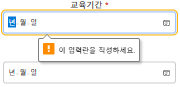 교육기간 *
년. 월. 일
이 입력란을 작성하세요.
년. 월. 일